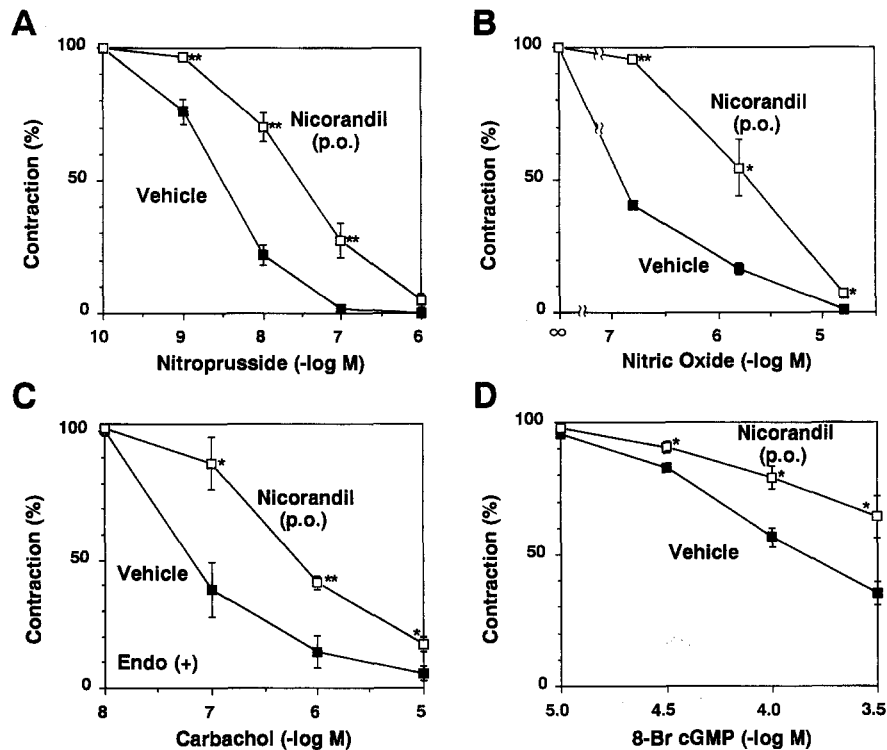 A
100
50
0
Contraction (%)
**
**
**
Nicorandil
(p.o.)
Vehicle
10 9 8 7 6
Nitroprusside (-log M)
B
100
50
0
Contraction (%)
**
*
*
Nicorandil
(p.o.)
Vehicle
∞ 7 6 5
Nitric Oxide (-log M)
C
100
50
0
Contraction (%)
*
**
*
Nicorandil
(p.o.)
Vehicle
Endo (+)
8 7 6 5
Carbachol (-log M)
D
100
50
0
Contraction (%)
Nicorandil
(p.o.)
*
*
*
Vehicle
5.0 4.5 4.0 3.5
8-Br cGMP (-log M)